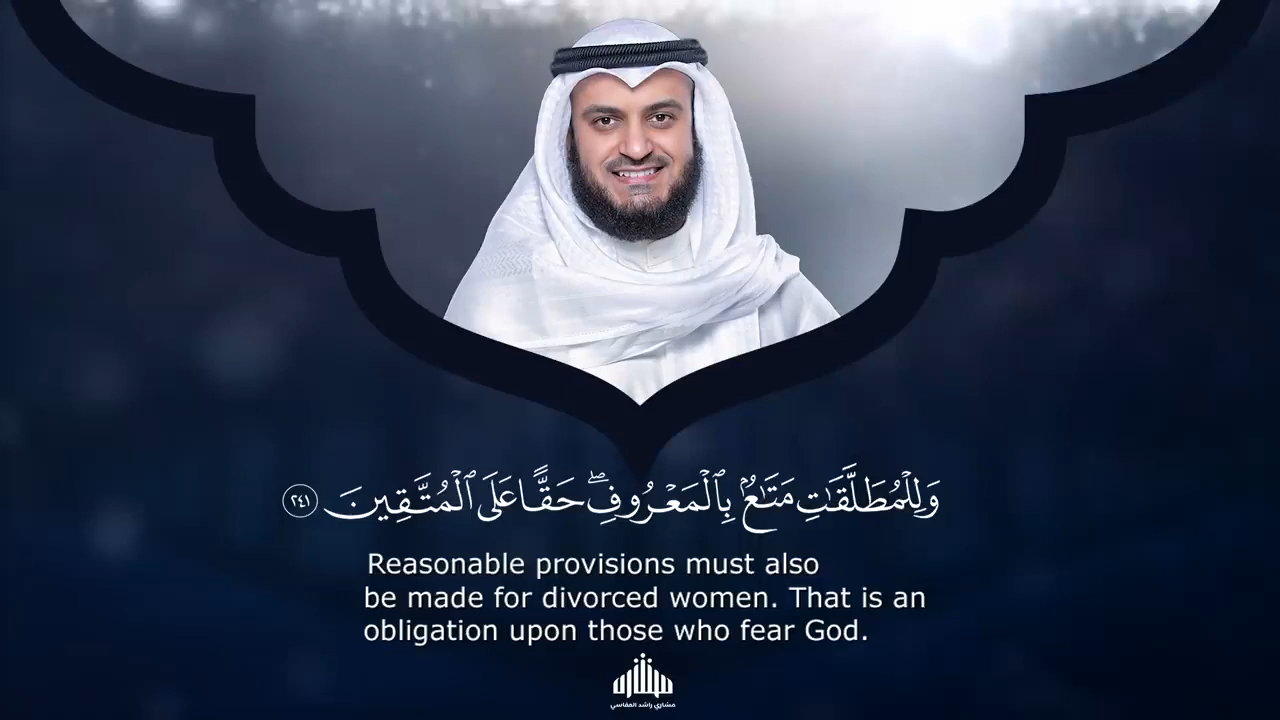 وَلِلْمُطَلَّقَـٰتِ مَتَـٰعٌۢ بِٱلْمَعْرُوفِ ۖ حَقًّا عَلَى ٱلْمُتَّقِينَ ٢٤١
Reasonable provisions must also
be made for divorced women. That is an
obligation upon those who fear God.
مشاري راشد العفاسي